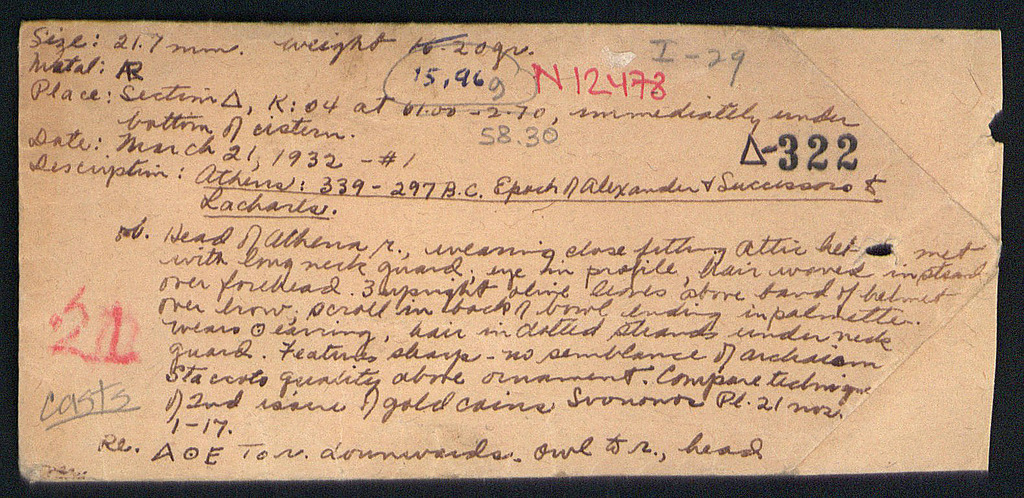 Size: 21.7 mm. weight 16.20gr.
15,96 g
N12478
I-29
Metal: AR
Place: Section Δ, K: 04 at 01.00 -2.70, immediately under
bottom of cistern.
58.30
Δ-322
Date: March 21, 1932 - #1
Description: Athens: 339-297 B.C. Epoch of Alexander & Successors to
Lachares.
ob. Head of Athena r., wearing close fitting Attic helmet
with long neck guard, eye in profile, hair waved in strand
over forehead. 3 upright olive leaves above band of helmet
over brow, scroll in back of bowl ending in palmette.
wears ⊙ earring, hair in dotted strands under neck
guard. Features sharp - no semblance of archaism
Staccato quality above ornament. Compare technique
of 2nd issue of gold coins Svoronos Pl. 21 nos.
1-17.
21
casts
Re. ΑΘΕ To r. downwards. Owl to r., head